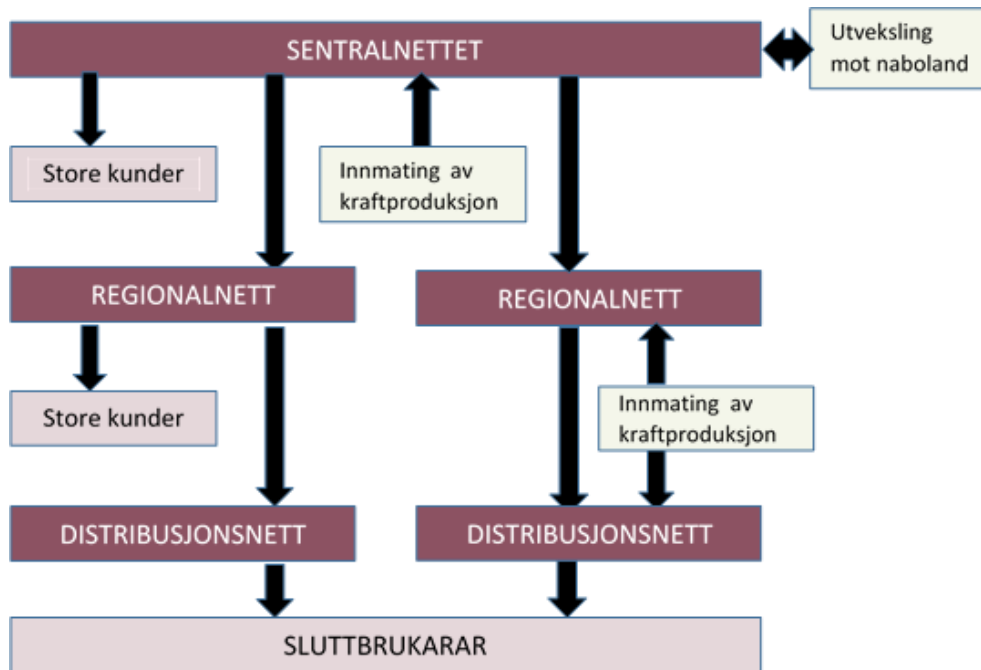 SENTRALNETTET
Utveksling
mot naboland
Store kunder
Innmating av
kraftproduksjon
REGIONALNETT
REGIONALNETT
Store kunder
Innmating av
kraftproduksjon
DISTRIBUSJONSNETT
DISTRIBUSJONSNETT
SLUTTBRUKARAR